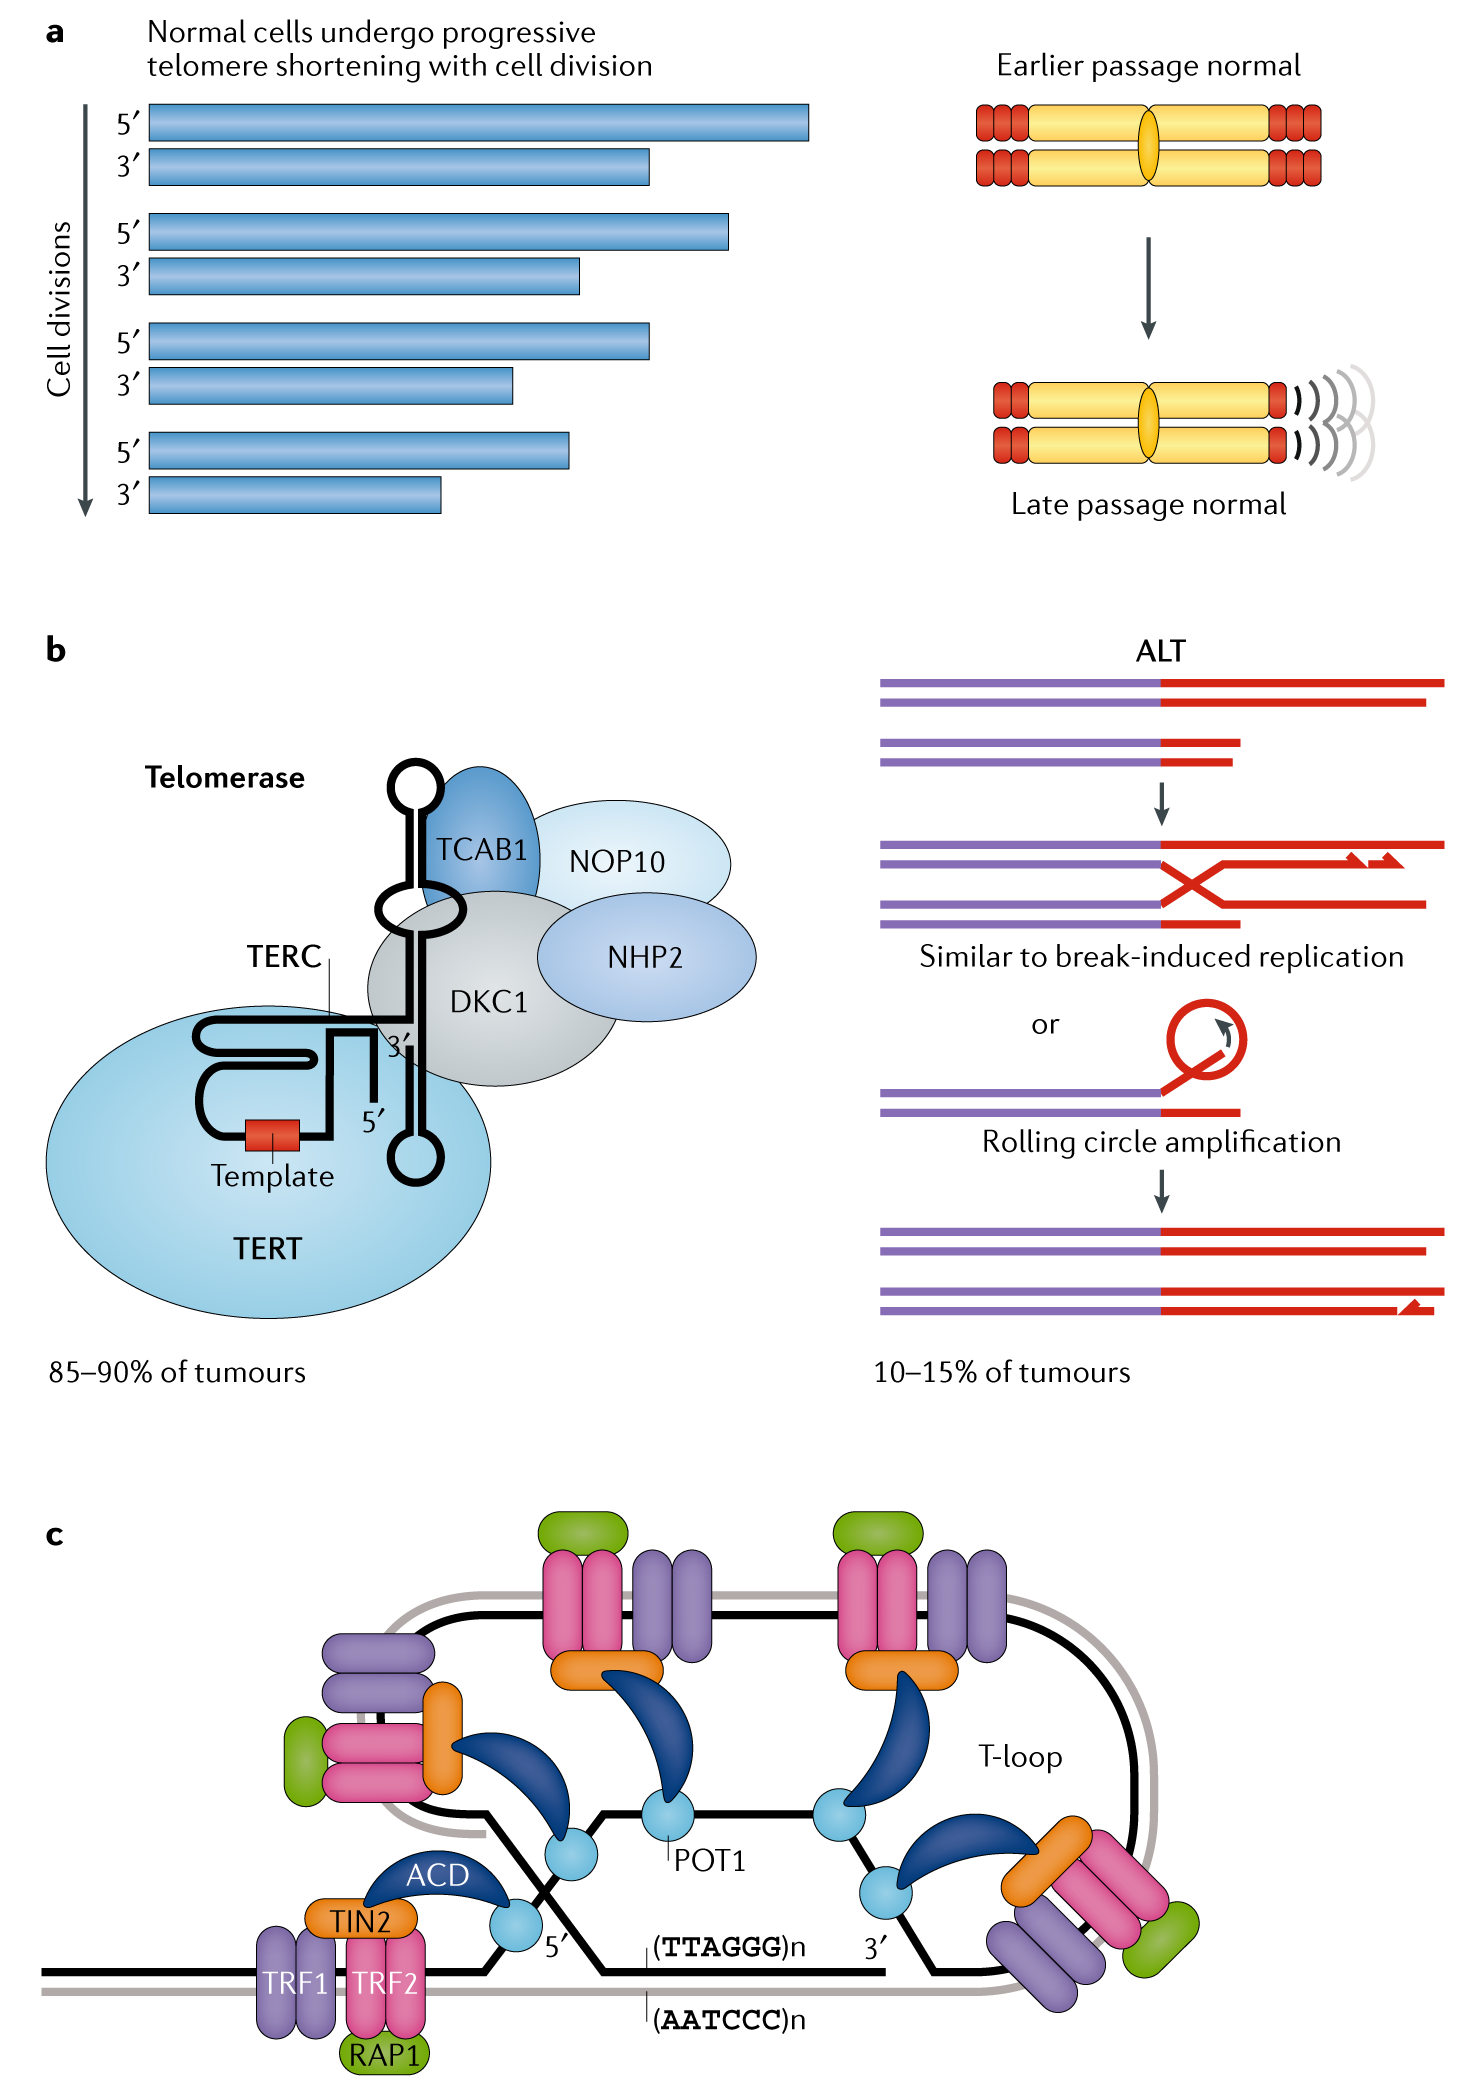 a
Normal cells undergo progressive
telomere shortening with cell division
Cell divisions
5′
3′
5′
3′
5′
3′
5′
3′
Earlier passage normal
Late passage normal
b
Telomerase
TCAB1
NOP10
NHP2
DKC1
TERC
3′
5′
Template
TERT
85–90% of tumours
ALT
Similar to break-induced replication
or
Rolling circle amplification
10–15% of tumours
c
T-loop
POT1
ACD
TIN2
TRF1
TRF2
RAP1
5′
(TTAGGG)n
3′
(AATCCC)n